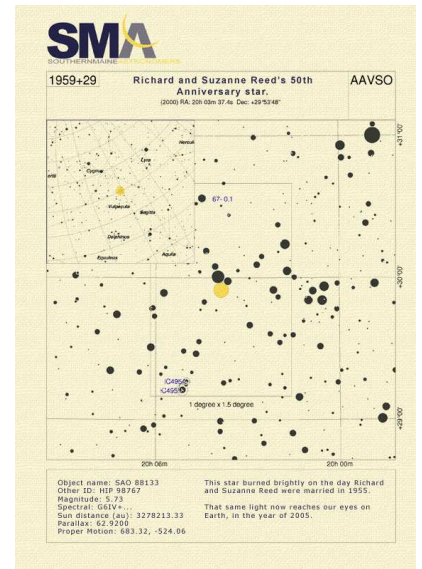 SMA
SOUTHERNMAINEASTRONOMERS
1959+29
Richard and Suzanne Reed's 50th
Anniversary star.
AAVSO
(2000) RA: 20h 03m 37.4s Dec: +29°53'48"
Hercul
Lyra
Cygnus
Vulpecula
Sagitta
Delphinus
Aquila
Equuleus
67-0.1
+31°00'
+30°00'
IC4954
IC4955
1 degree x 1.5 degree
+29°00'
20h 06m
20h 00m
Object name: SAO 88133
Other ID: HIP 98767
Magnitude: 5.73
Spectral: G6IV+...
Sun distance (au): 3278213.33
Parallax: 62.9200
Proper Motion: 683.32, -524.06
This star burned brightly on the day Richard
and Suzanne Reed were married in 1955.
That same light now reaches our eyes on
Earth, in the year of 2005.